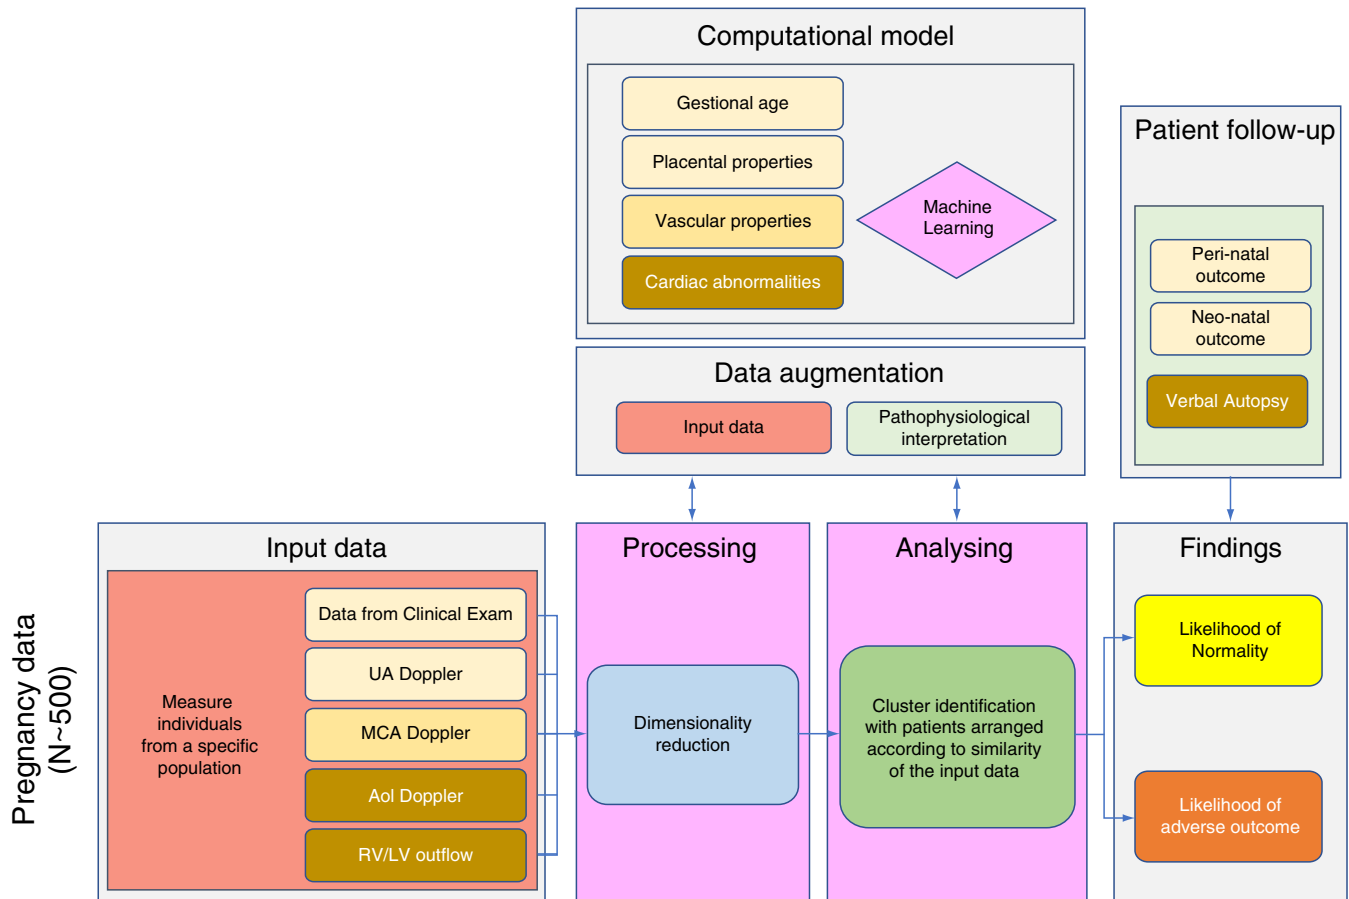 Computational model
Gestional age
Placental properties
Vascular properties
Cardiac abnormalities
Machine
Learning
Patient follow-up
Peri-natal
outcome
Neo-natal
outcome
Verbal Autopsy
Data augmentation
Input data
Pathophysiological
interpretation
Pregnancy data
(N~500)
Input data
Measure
individuals
from a specific
population
Data from Clinical Exam
UA Doppler
MCA Doppler
AoI Doppler
RV/LV outflow
Processing
Dimensionality
reduction
Analysing
Cluster identification
with patients arranged
according to similarity
of the input data
Findings
Likelihood of
Normality
Likelihood of
adverse outcome